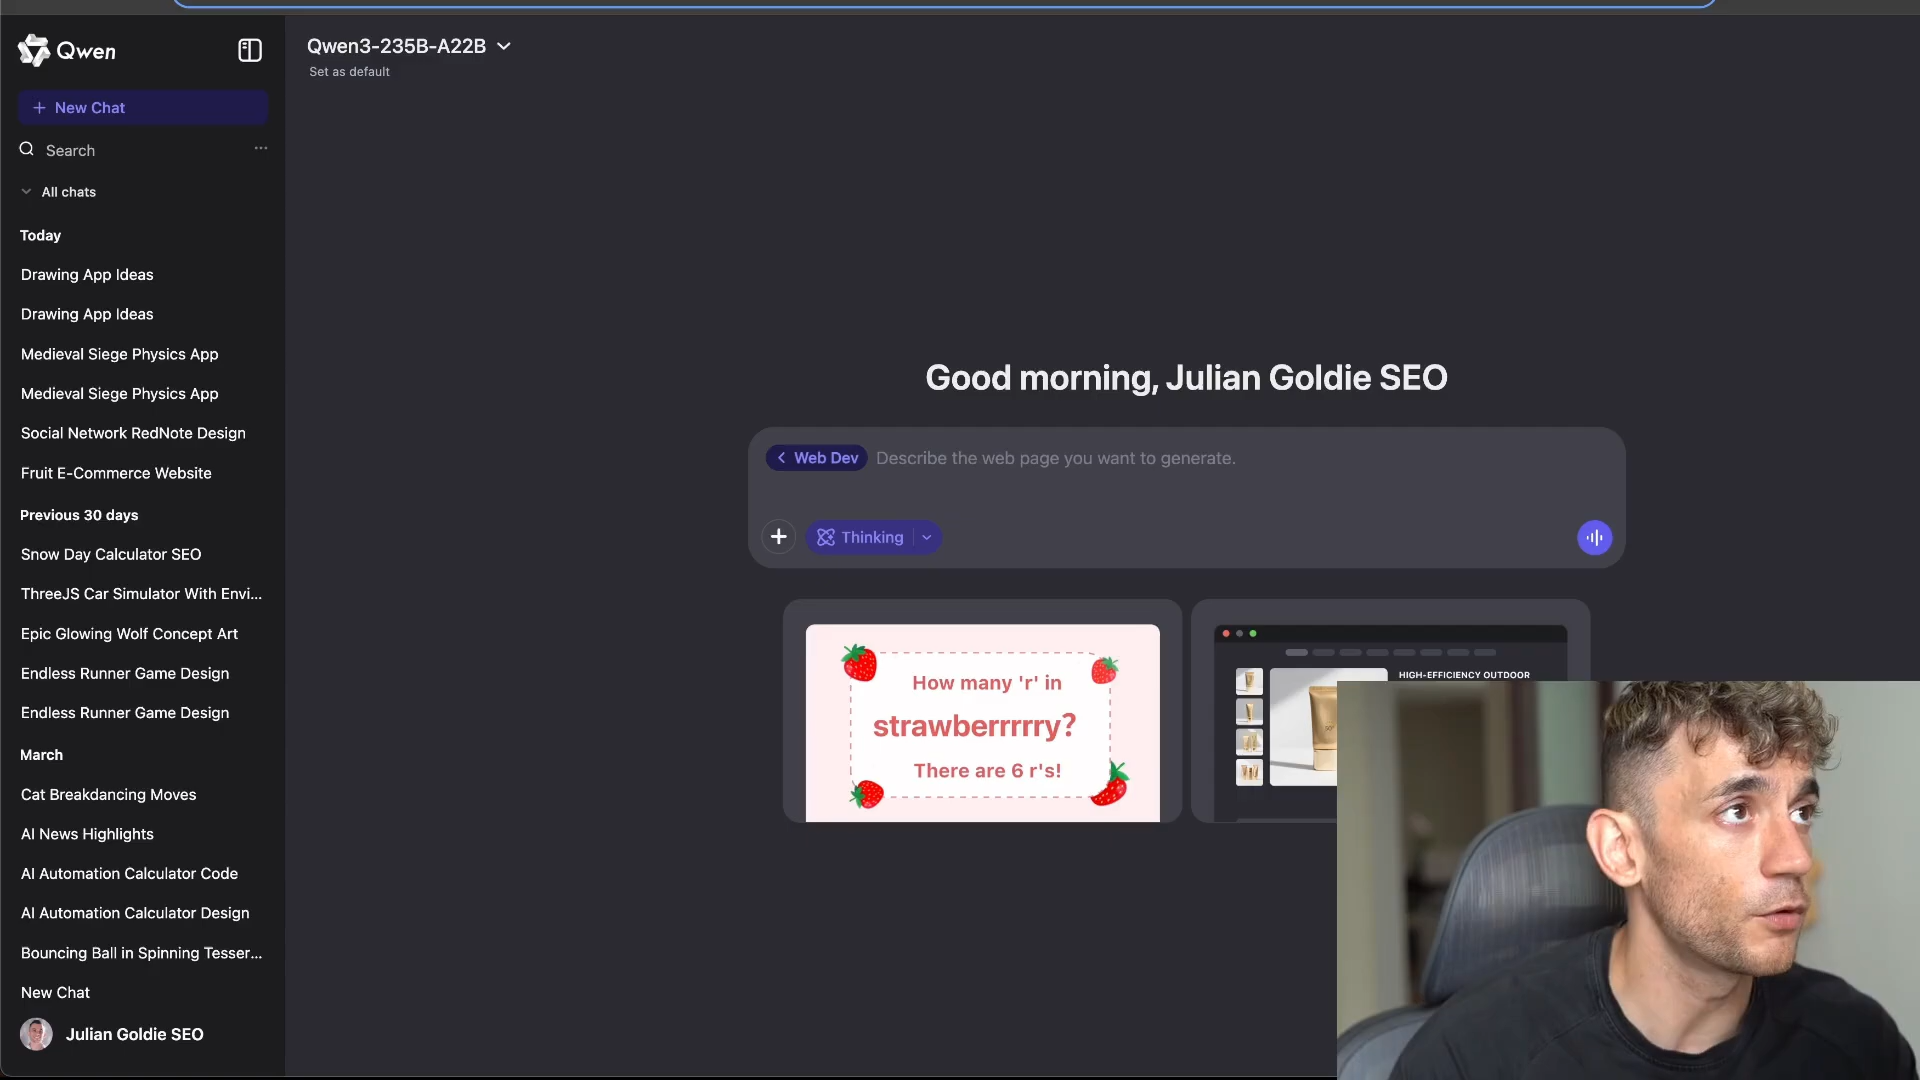 Qwen
New Chat
Search
All chats
Today
Drawing App Ideas
Drawing App Ideas
Medieval Siege Physics App
Medieval Siege Physics App
Social Network RedNote Design
Fruit E-Commerce Website
Previous 30 days
Snow Day Calculator SEO
ThreeJS Car Simulator With Envi...
Epic Glowing Wolf Concept Art
Endless Runner Game Design
Endless Runner Game Design
March
Cat Breakdancing Moves
AI News Highlights
AI Automation Calculator Code
AI Automation Calculator Design
Bouncing Ball in Spinning Tesser...
New Chat
Julian Goldie SEO
Qwen3-235B-A22B
Set as default
Good morning, Julian Goldie SEO
Web Dev Describe the web page you want to generate.
Thinking
How many 'r' in
strawberrrrry?
There are 6 r's!
HIGH-EFFICIENCY OUTDOOR